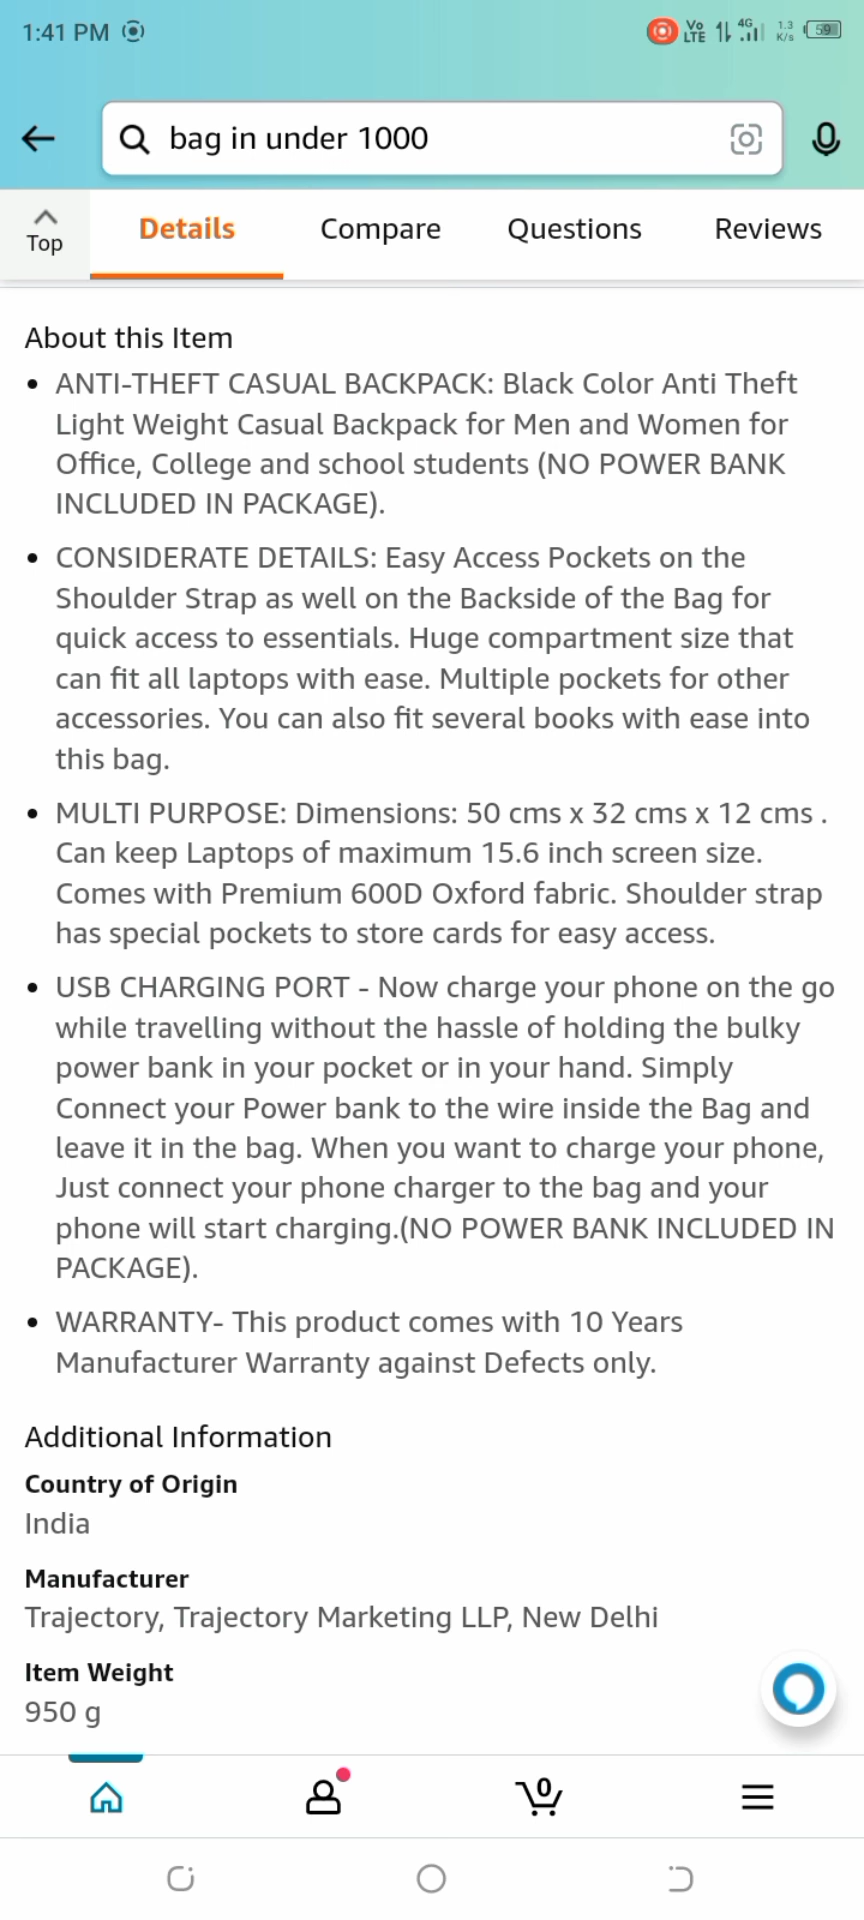 1:41 PM
Vo LTE 4G 1.3 K/s 59
bag in under 1000
Top
Details Compare Questions Reviews
About this Item
• ANTI-THEFT CASUAL BACKPACK: Black Color Anti Theft
Light Weight Casual Backpack for Men and Women for
Office, College and school students (NO POWER BANK
INCLUDED IN PACKAGE).
• CONSIDERATE DETAILS: Easy Access Pockets on the
Shoulder Strap as well on the Backside of the Bag for
quick access to essentials. Huge compartment size that
can fit all laptops with ease. Multiple pockets for other
accessories. You can also fit several books with ease into
this bag.
• MULTI PURPOSE: Dimensions: 50 cms x 32 cms x 12 cms .
Can keep Laptops of maximum 15.6 inch screen size.
Comes with Premium 600D Oxford fabric. Shoulder strap
has special pockets to store cards for easy access.
• USB CHARGING PORT - Now charge your phone on the go
while travelling without the hassle of holding the bulky
power bank in your pocket or in your hand. Simply
Connect your Power bank to the wire inside the Bag and
leave it in the bag. When you want to charge your phone,
Just connect your phone charger to the bag and your
phone will start charging.(NO POWER BANK INCLUDED IN
PACKAGE).
• WARRANTY- This product comes with 10 Years
Manufacturer Warranty against Defects only.
Additional Information
Country of Origin
India
Manufacturer
Trajectory, Trajectory Marketing LLP, New Delhi
Item Weight
950 g
0